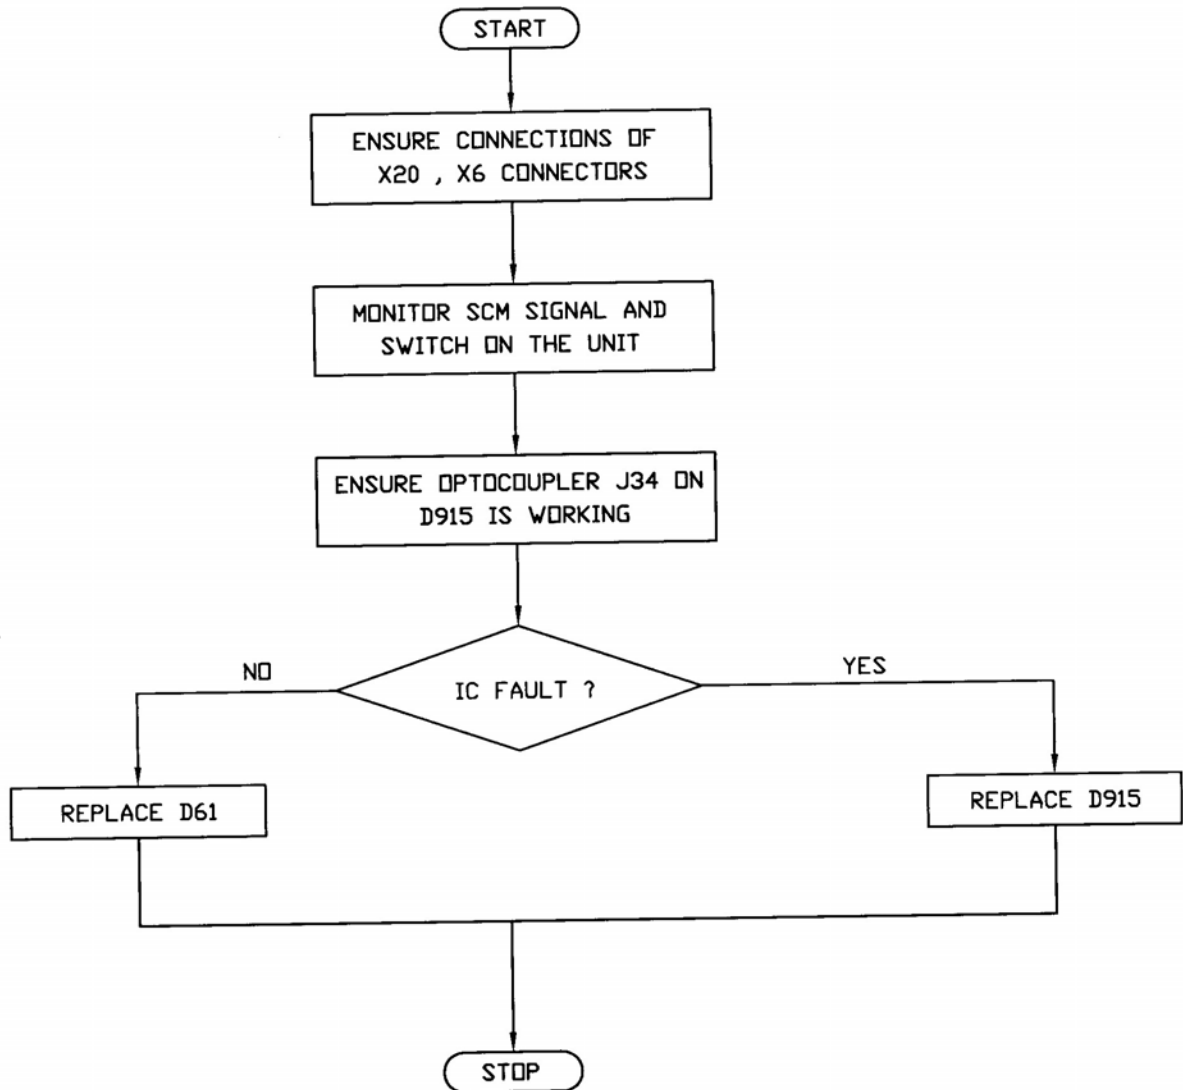 START
ENSURE CONNECTIONS OF
X20 , X6 CONNECTORS
MONITOR SCM SIGNAL AND
SWITCH ON THE UNIT
ENSURE OPTOCOUPLER J34 ON
D915 IS WORKING
NO
IC FAULT ?
YES
REPLACE D61
REPLACE D915
STOP